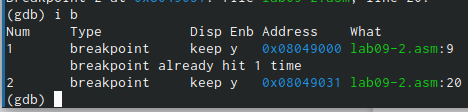 (gdb) i b
Num Type Disp Enb Address What
1 breakpoint keep y 0x08049000 lab09-2.asm:9
breakpoint already hit 1 time
2 breakpoint keep y 0x08049031 lab09-2.asm:20
(gdb)